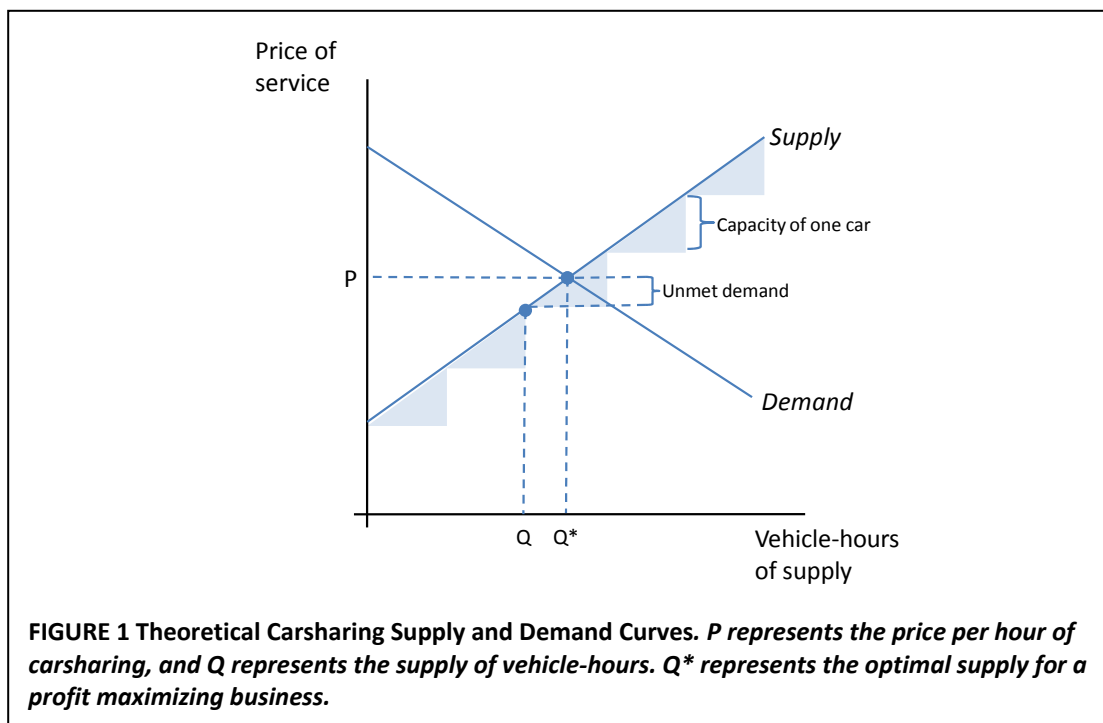 Price of
service
Supply
Capacity of one car
P
Unmet demand
Demand
Q Q*
Vehicle-hours
of supply
FIGURE 1 Theoretical Carsharing Supply and Demand Curves. P represents the price per hour of
carsharing, and Q represents the supply of vehicle-hours. Q* represents the optimal supply for a
profit maximizing business.